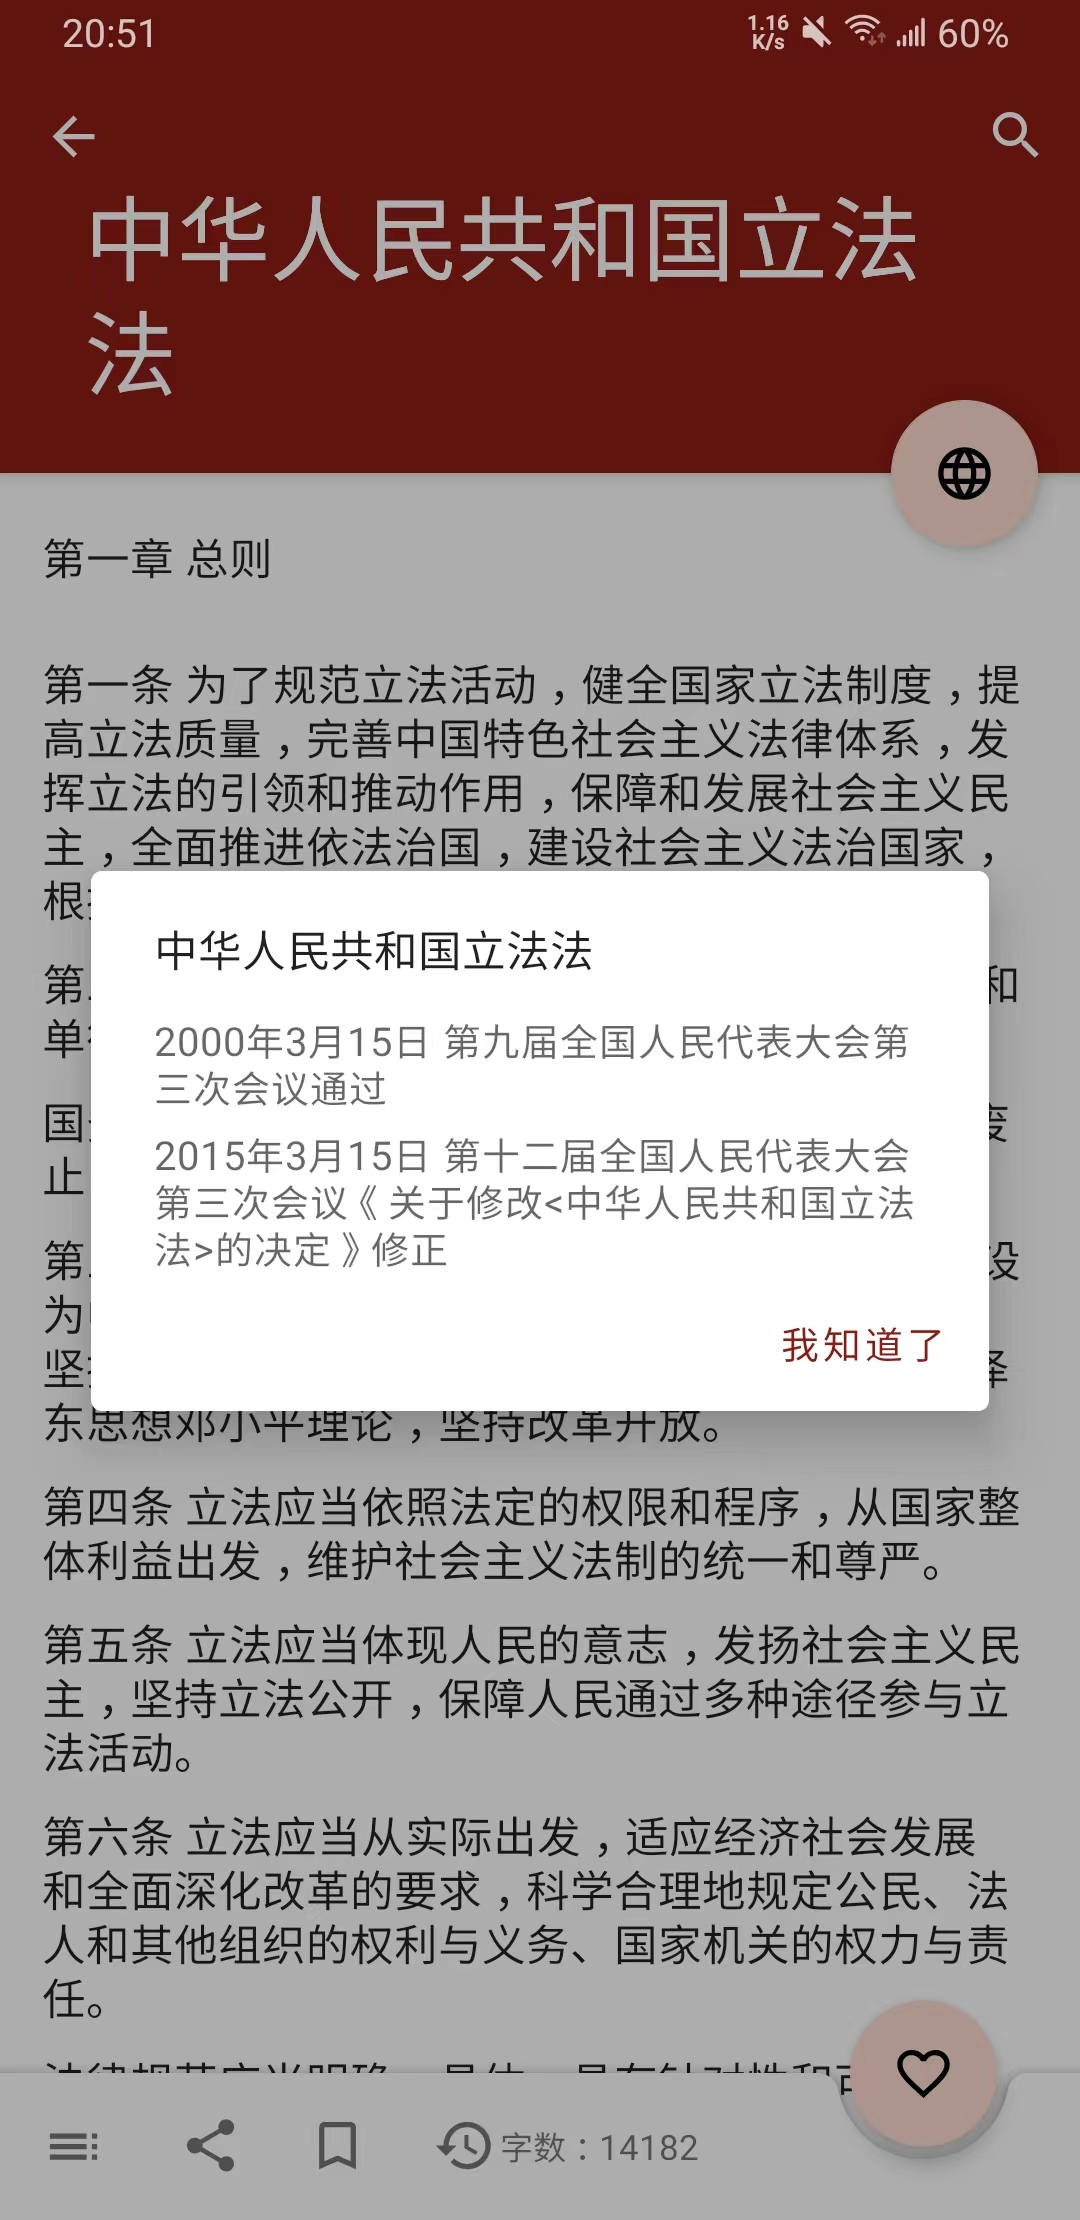 20:51
1.16
K/s
60%
中华人民共和国立法
法
第一章 总则
第一条 为了规范立法活动，健全国家立法制度，提
高立法质量，完善中国特色社会主义法律体系，发
挥立法的引领和推动作用，保障和发展社会主义民
主，全面推进依法治国，建设社会主义法治国家，
根
中华人民共和国立法法
2000年3月15日 第九届全国人民代表大会第
三次会议通过
2015年3月15日 第十二届全国人民代表大会
第三次会议《关于修改<中华人民共和国立法
法>的决定》修正
我知道了
第
和
单
国
止
第
为
坚
东思想邓小平理论，坚持改革开放。
第四条 立法应当依照法定的权限和程序，从国家整
体利益出发，维护社会主义法制的统一和尊严。
第五条 立法应当体现人民的意志，发扬社会主义民
主，坚持立法公开，保障人民通过多种途径参与立
法活动。
第六条 立法应当从实际出发，适应经济社会发展
和全面深化改革的要求，科学合理地规定公民、法
人和其他组织的权利与义务、国家机关的权力与责
任。
字数：14182